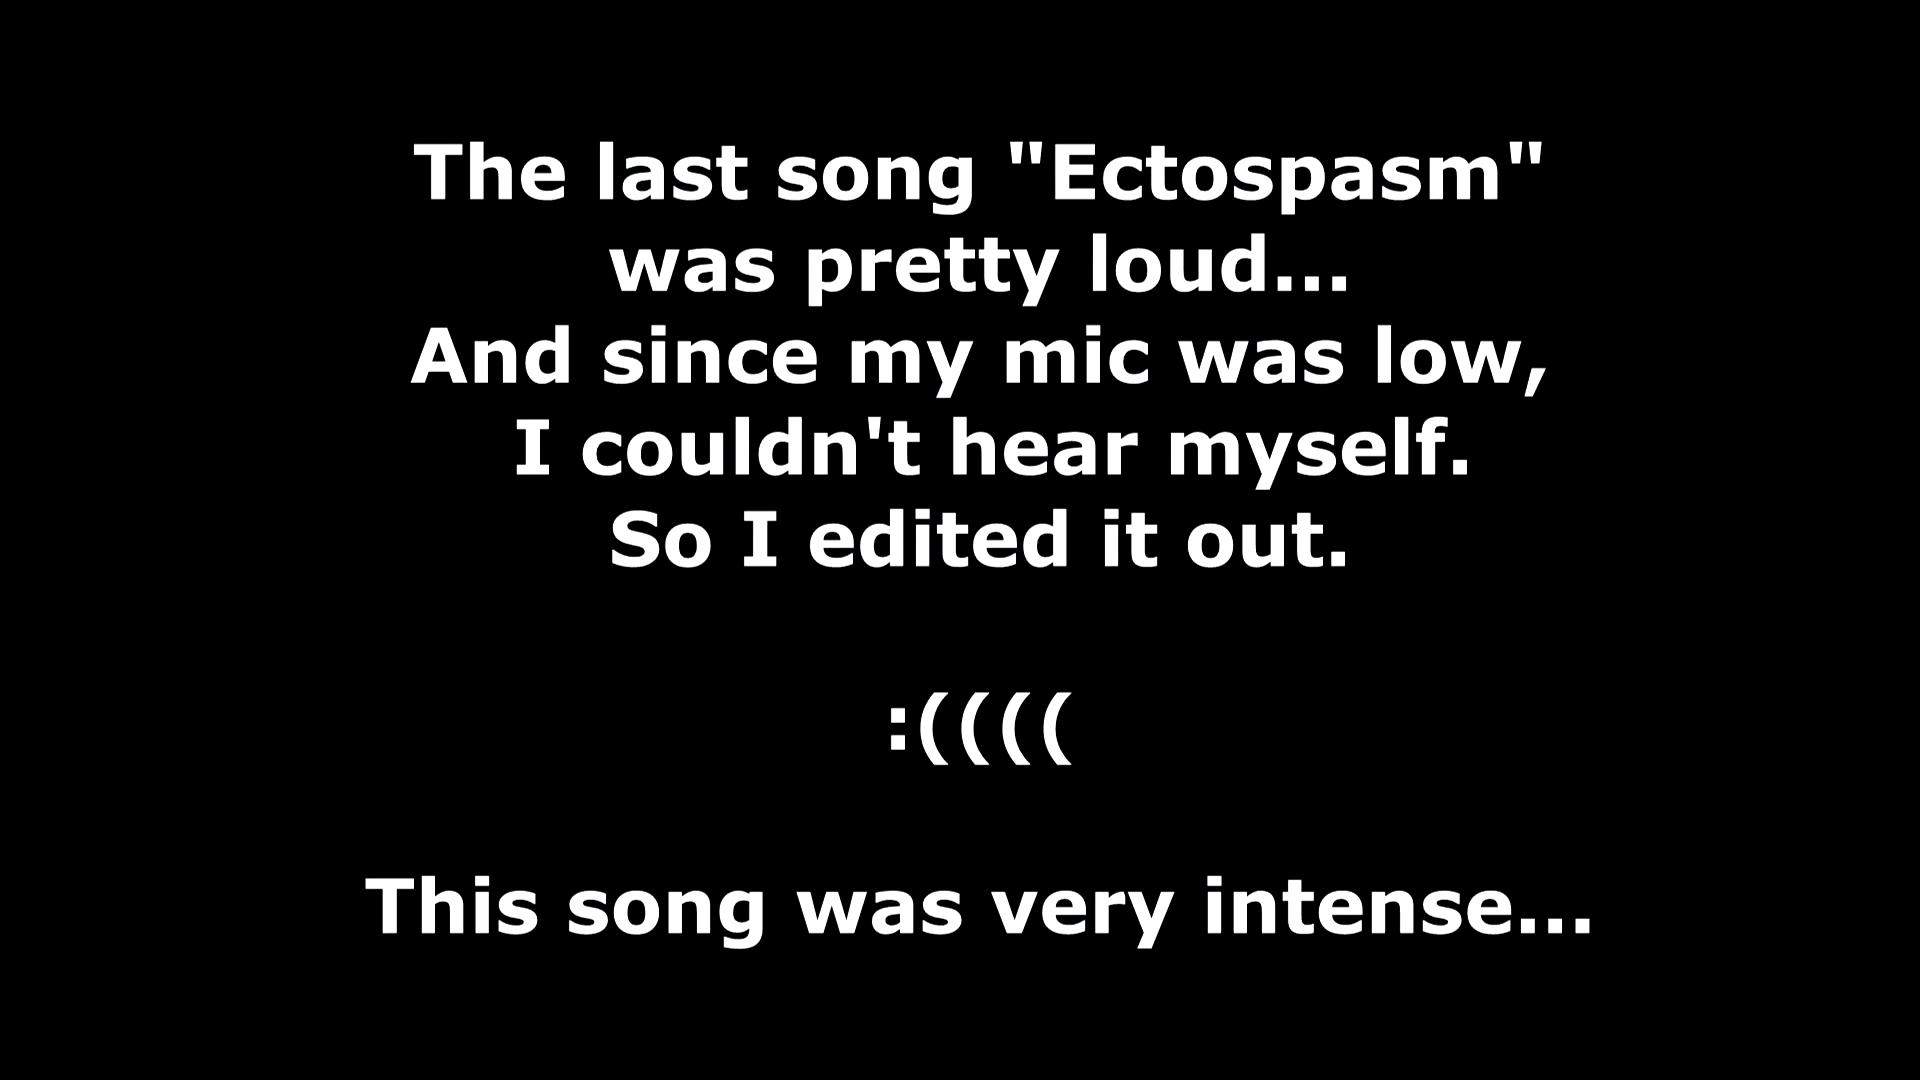 The last song "Ectospasm"
was pretty loud...
And since my mic was low,
I couldn't hear myself.
So I edited it out.
:((((
This song was very intense...